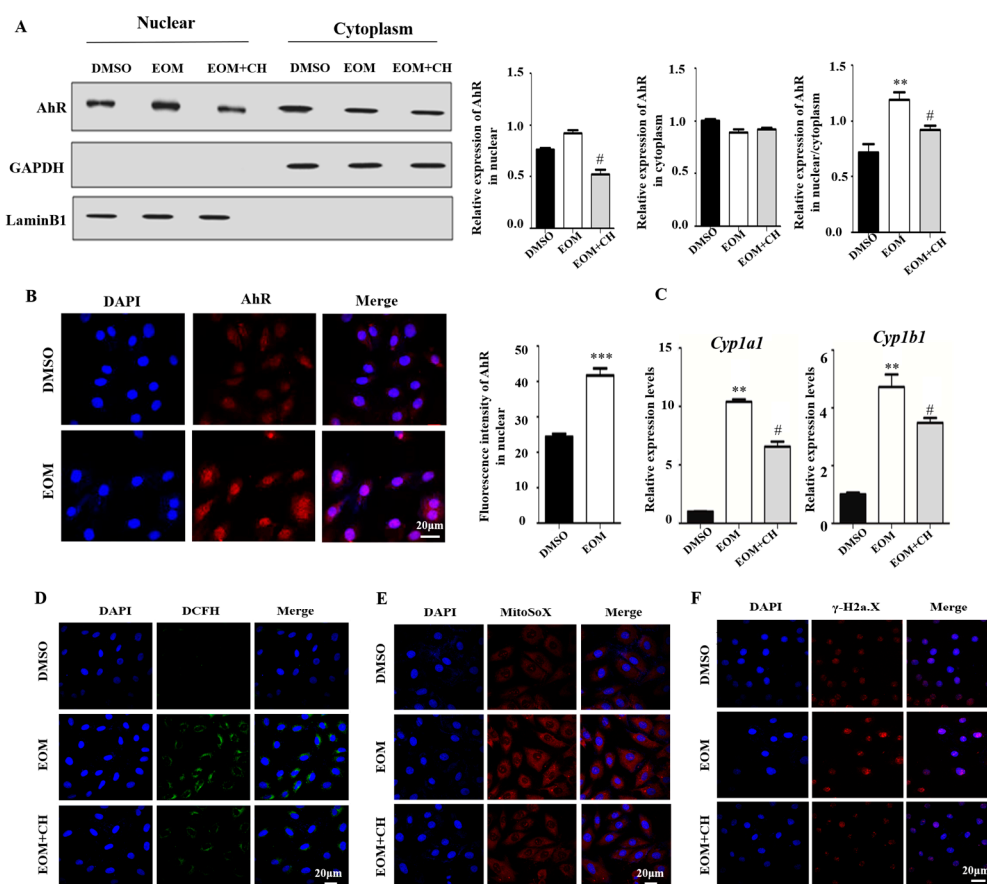 A
Nuclear
Cytoplasm
DMSO EOM EOM+CH DMSO EOM EOM+CH
AhR
GAPDH
LaminB1
Relative expression of AhR
in nuclear
1.5
1.0
0.5
0.0
#
DMSO
EOM
EOM+CH
Relative expression of AhR
in cytoplasm
1.5
1.0
0.5
0.0
DMSO
EOM
EOM+CH
Relative expression of AhR
in nuclear/cytoplasm
1.5
1.0
0.5
0.0
**
#
DMSO
EOM
EOM+CH
B
DAPI AhR Merge
DMSO
EOM
20μm
Fluorescence intensity of AhR
in nuclear
50
40
30
20
10
0
***
DMSO
EOM
C
Cyp1a1
Relative expression levels
15
10
5
0
**
#
DMSO
EOM
EOM+CH
Cyp1b1
Relative expression levels
6
4
2
0
**
#
DMSO
EOM
EOM+CH
D
DAPI DCFH Merge
DMSO
EOM
EOM+CH
20μm
E
DAPI MitoSoX Merge
DMSO
EOM
EOM+CH
20μm
F
DAPI γ-H2a.X Merge
DMSO
EOM
EOM+CH
20μm